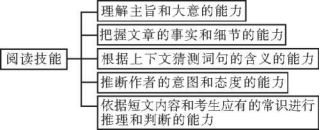 理解主旨和大意的能力
把握文章的事实和细节的能力
阅读技能
根据上下文猜测词句的含义的能力
推断作者的意图和态度的能力
依据短文内容和考生应有的常识进行
推理和判断的能力